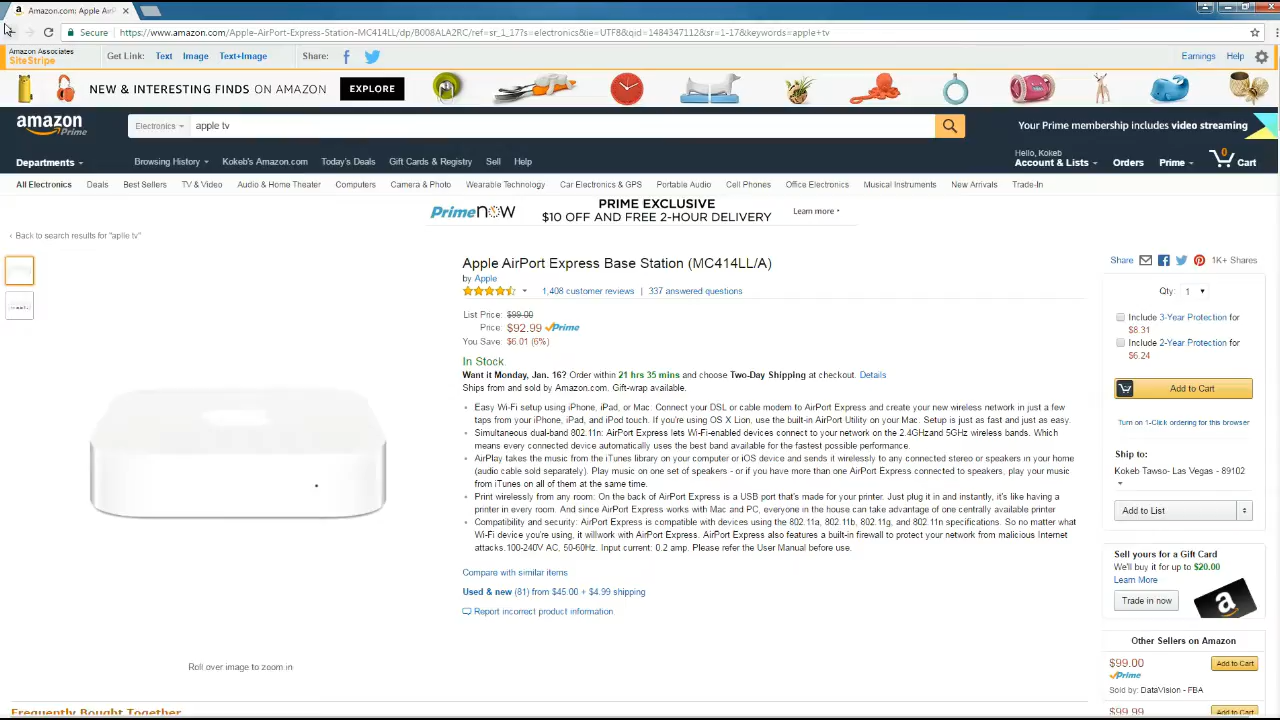 Amazon.com: Apple AirP
Secure https://www.amazon.com/Apple-AirPort-Express-Station-MC414LL/dp/B008ALA2RC/ref=sr_1_17?s=electronics&ie=UTF8&qid=1484347112&sr=1-17&keywords=apple+tv
Amazon Associates
SiteStripe
Get Link: Text Image Text+Image Share: Earnings Help
NEW & INTERESTING FINDS ON AMAZON EXPLORE
amazon
Prime
Electronics apple tv
Your Prime membership includes video streaming
Departments Browsing History Kokeb's Amazon.com Today's Deals Gift Cards & Registry Sell Help
Hello, Kokeb
Account & Lists Orders Prime 0 Cart
All Electronics Deals Best Sellers TV & Video Audio & Home Theater Computers Camera & Photo Wearable Technology Car Electronics & GPS Portable Audio Cell Phones Office Electronics Musical Instruments New Arrivals Trade-In
PrimeNOW
PRIME EXCLUSIVE
$10 OFF AND FREE 2-HOUR DELIVERY
Learn more
‹ Back to search results for "aplle tv"
Apple AirPort Express Base Station (MC414LL/A)
by Apple
1,408 customer reviews | 337 answered questions
List Price: $99.00
Price: $92.99 Prime
You Save: $6.01 (6%)
In Stock
Want it Monday, Jan. 16? Order within 21 hrs 35 mins and choose Two-Day Shipping at checkout. Details
Ships from and sold by Amazon.com. Gift-wrap available.
Easy Wi-Fi setup using iPhone, iPad, or Mac: Connect your DSL or cable modem to AirPort Express and create your new wireless network in just a few
taps from your iPhone, iPad, and iPod touch. If you're using OS X Lion, use the built-in AirPort Utility on your Mac. Setup is just as fast and just as easy.
Simultaneous dual-band 802.11n: AirPort Express lets Wi-Fi-enabled devices connect to your network on the 2.4GHzand 5GHz wireless bands. Which
means every connected device automatically uses the best band available for the fastest possible performance.
AirPlay takes the music from the iTunes library on your computer or iOS device and sends it wirelessly to any connected stereo or speakers in your home
(audio cable sold separately). Play music on one set of speakers - or if you have more than one AirPort Express connected to speakers, play your music
from iTunes on all of them at the same time.
Print wirelessly from any room: On the back of AirPort Express is a USB port that's made for your printer. Just plug it in and instantly, it's like having a
printer in every room. And since AirPort Express works with Mac and PC, everyone in the house can take advantage of one centrally available printer
Compatibility and security: AirPort Express is compatible with devices using the 802.11a, 802.11b, 802.11g, and 802.11n specifications. So no matter what
Wi-Fi device you're using, it willwork with AirPort Express. AirPort Express also features a built-in firewall to protect your network from malicious Internet
attacks.100-240V AC, 50-60Hz. Input current: 0.2 amp. Please refer the User Manual before use.
Compare with similar items
Used & new (81) from $45.00 + $4.99 shipping
Report incorrect product information
Roll over image to zoom in
Frequently Bought Together
Share 1K+ Shares
Qty: 1
Include 3-Year Protection for
$8.31
Include 2-Year Protection for
$6.24
Add to Cart
Turn on 1-Click ordering for this browser
Ship to:
Kokeb Tawso- Las Vegas - 89102
Add to List
Sell yours for a Gift Card
We'll buy it for up to $20.00
Learn More
Trade in now
Other Sellers on Amazon
$99.00 Add to Cart
Prime
Sold by: DataVision - FBA
$99.99 Add to Cart